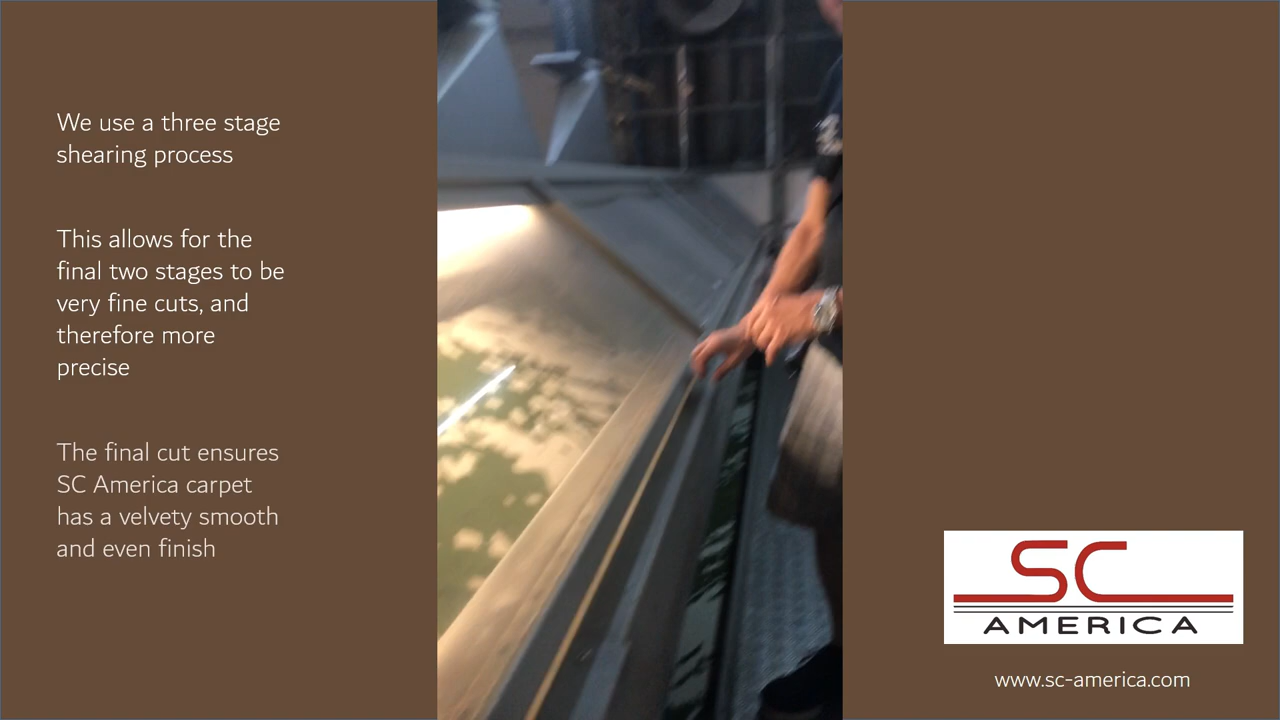 We use a three stage
shearing process
This allows for the
final two stages to be
very fine cuts, and
therefore more
precise
The final cut ensures
SC America carpet
has a velvety smooth
and even finish
SC
AMERICA
www.sc-america.com